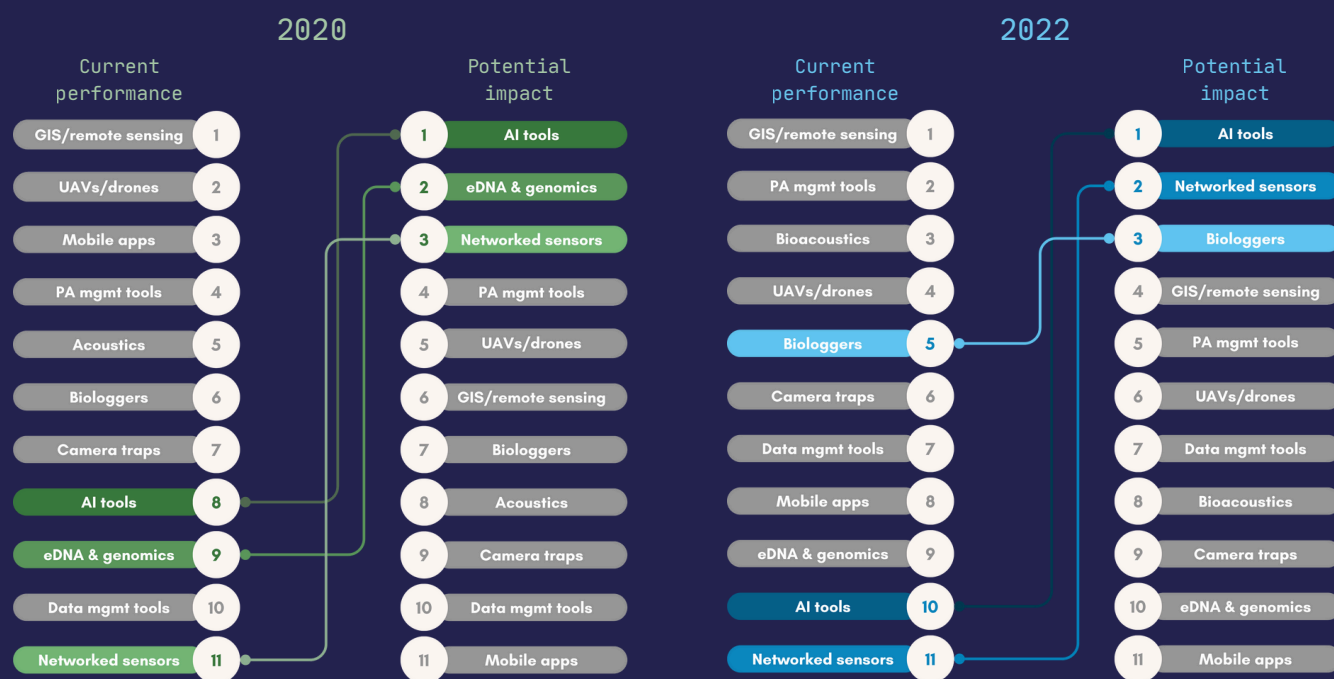 2020
Current
performance
Potential
impact
GIS/remote sensing 1
UAVs/drones 2
Mobile apps 3
PA mgmt tools 4
Acoustics 5
Biologgers 6
Camera traps 7
AI tools 8
eDNA & genomics 9
Data mgmt tools 10
Networked sensors 11
1 AI tools
2 eDNA & genomics
3 Networked sensors
4 PA mgmt tools
5 UAVs/drones
6 GIS/remote sensing
7 Biologgers
8 Acoustics
9 Camera traps
10 Data mgmt tools
11 Mobile apps
2022
Current
performance
Potential
impact
GIS/remote sensing 1
PA mgmt tools 2
Bioacoustics 3
UAVs/drones 4
Biologgers 5
Camera traps 6
Data mgmt tools 7
Mobile apps 8
eDNA & genomics 9
AI tools 10
Networked sensors 11
1 AI tools
2 Networked sensors
3 Biologgers
4 GIS/remote sensing
5 PA mgmt tools
6 UAVs/drones
7 Data mgmt tools
8 Bioacoustics
9 Camera traps
10 eDNA & genomics
11 Mobile apps